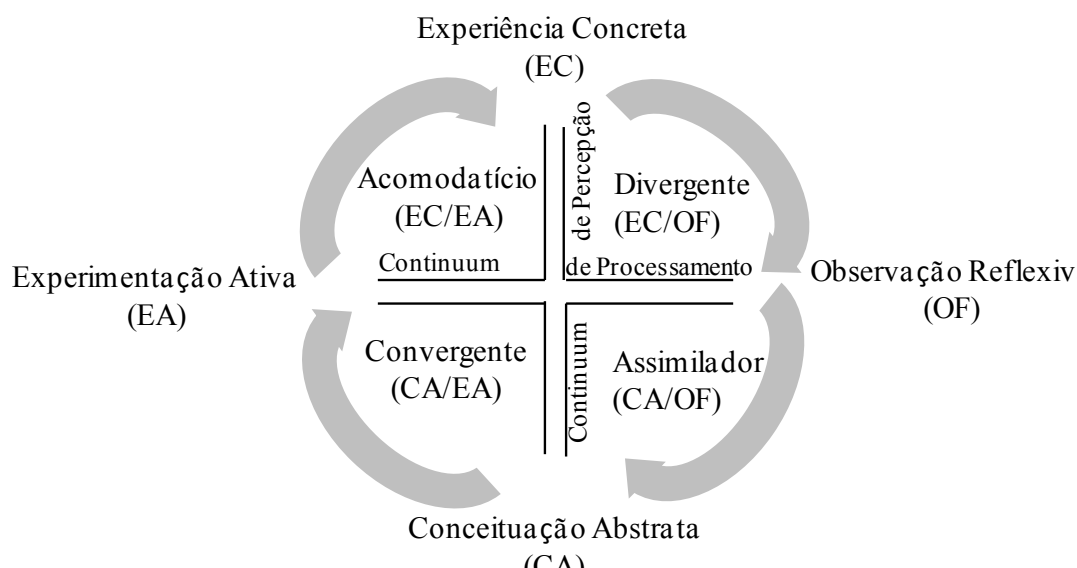 Experiência Concreta
(EC)
de Percepção
Acomodatício
(EC/EA)
Divergente
(EC/OF)
Continuum
de Processamento
Experimentação Ativa
(EA)
Observação Reflexiv
(OF)
Convergente
(CA/EA)
Continuum
Assimilador
(CA/OF)
Conceituação Abstrata
(CA)